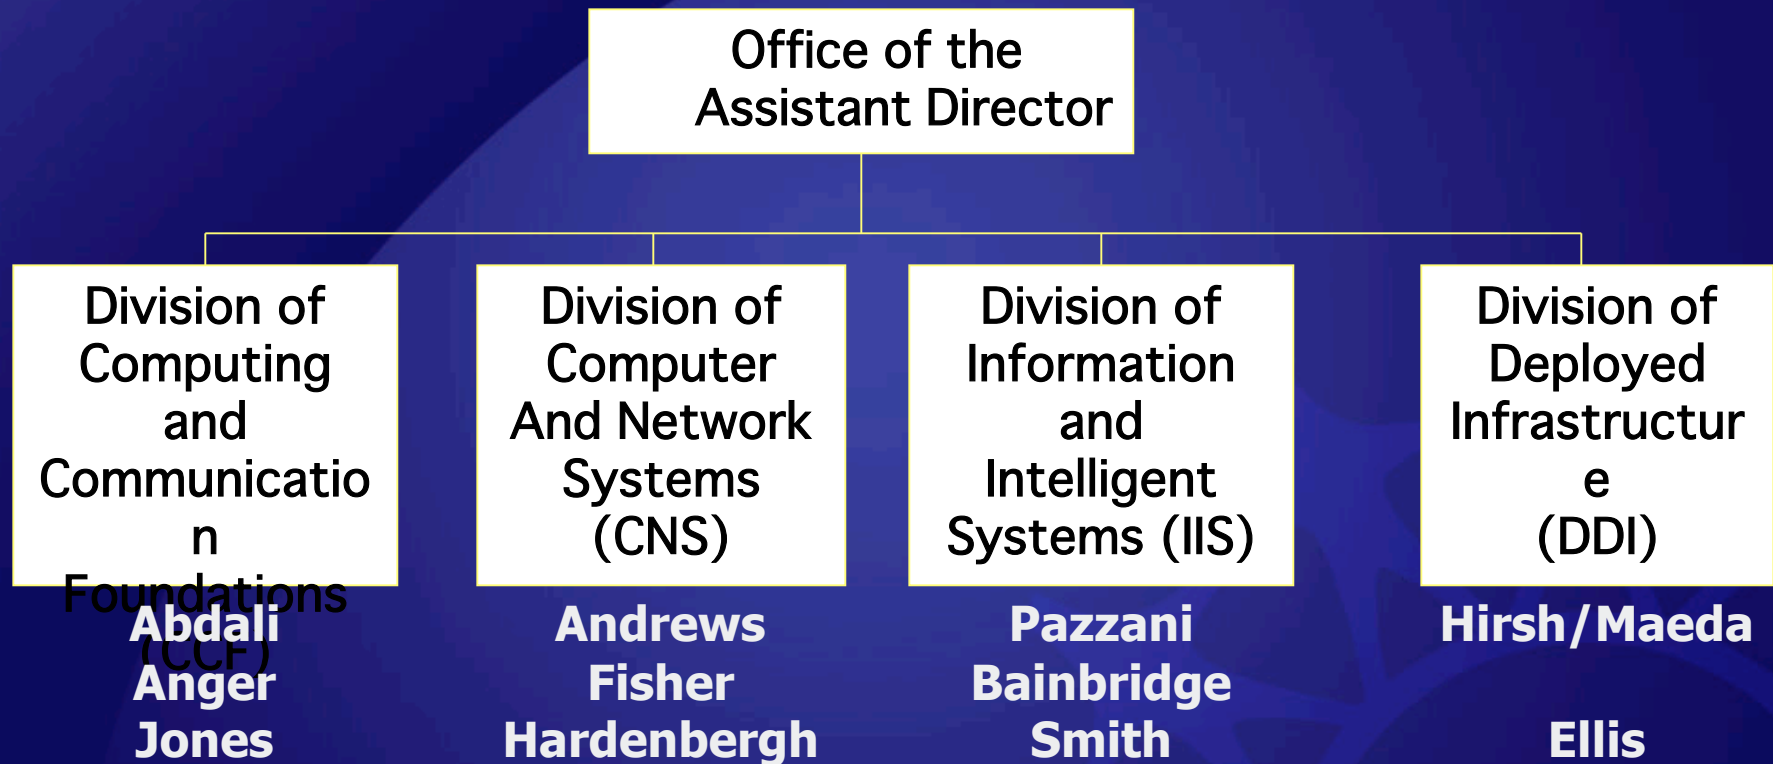 Office of the
Assistant Director
Division of
Computing
and
Communicatio
n
Foundations
(CCF)
Abdali
Anger
Jones
Division of
Computer
And Network
Systems
(CNS)
Andrews
Fisher
Hardenbergh
Division of
Information
and
Intelligent
Systems (IIS)
Pazzani
Bainbridge
Smith
Division of
Deployed
Infrastructur
e
(DDI)
Hirsh/Maeda
Ellis